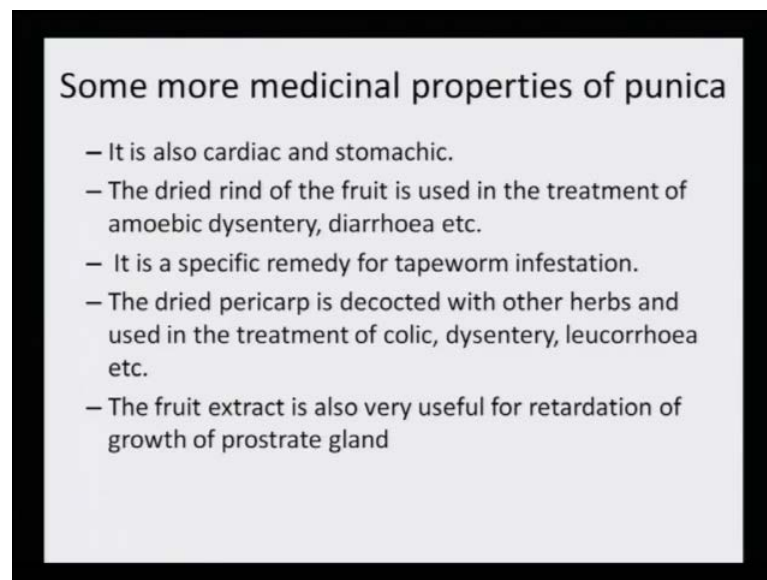 Some more medicinal properties of punica
– It is also cardiac and stomachic.
– The dried rind of the fruit is used in the treatment of
amoebic dysentery, diarrhoea etc.
– It is a specific remedy for tapeworm infestation.
– The dried pericarp is decocted with other herbs and
used in the treatment of colic, dysentery, leucorrhoea
etc.
– The fruit extract is also very useful for retardation of
growth of prostrate gland